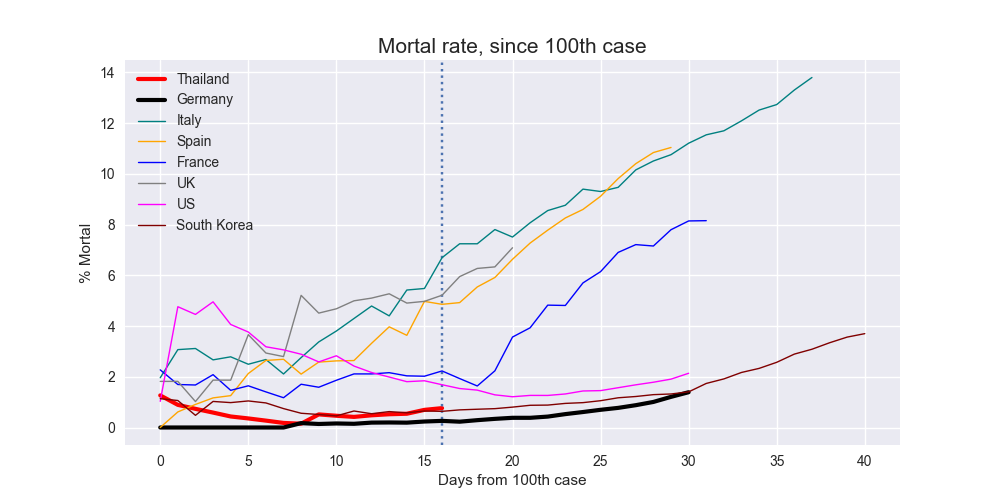 Mortal rate, since 100th case
% Mortal
14
12
10
8
6
4
2
0
Thailand
Germany
Italy
Spain
France
UK
US
South Korea
0 5 10 15 20 25 30 35 40
Days from 100th case